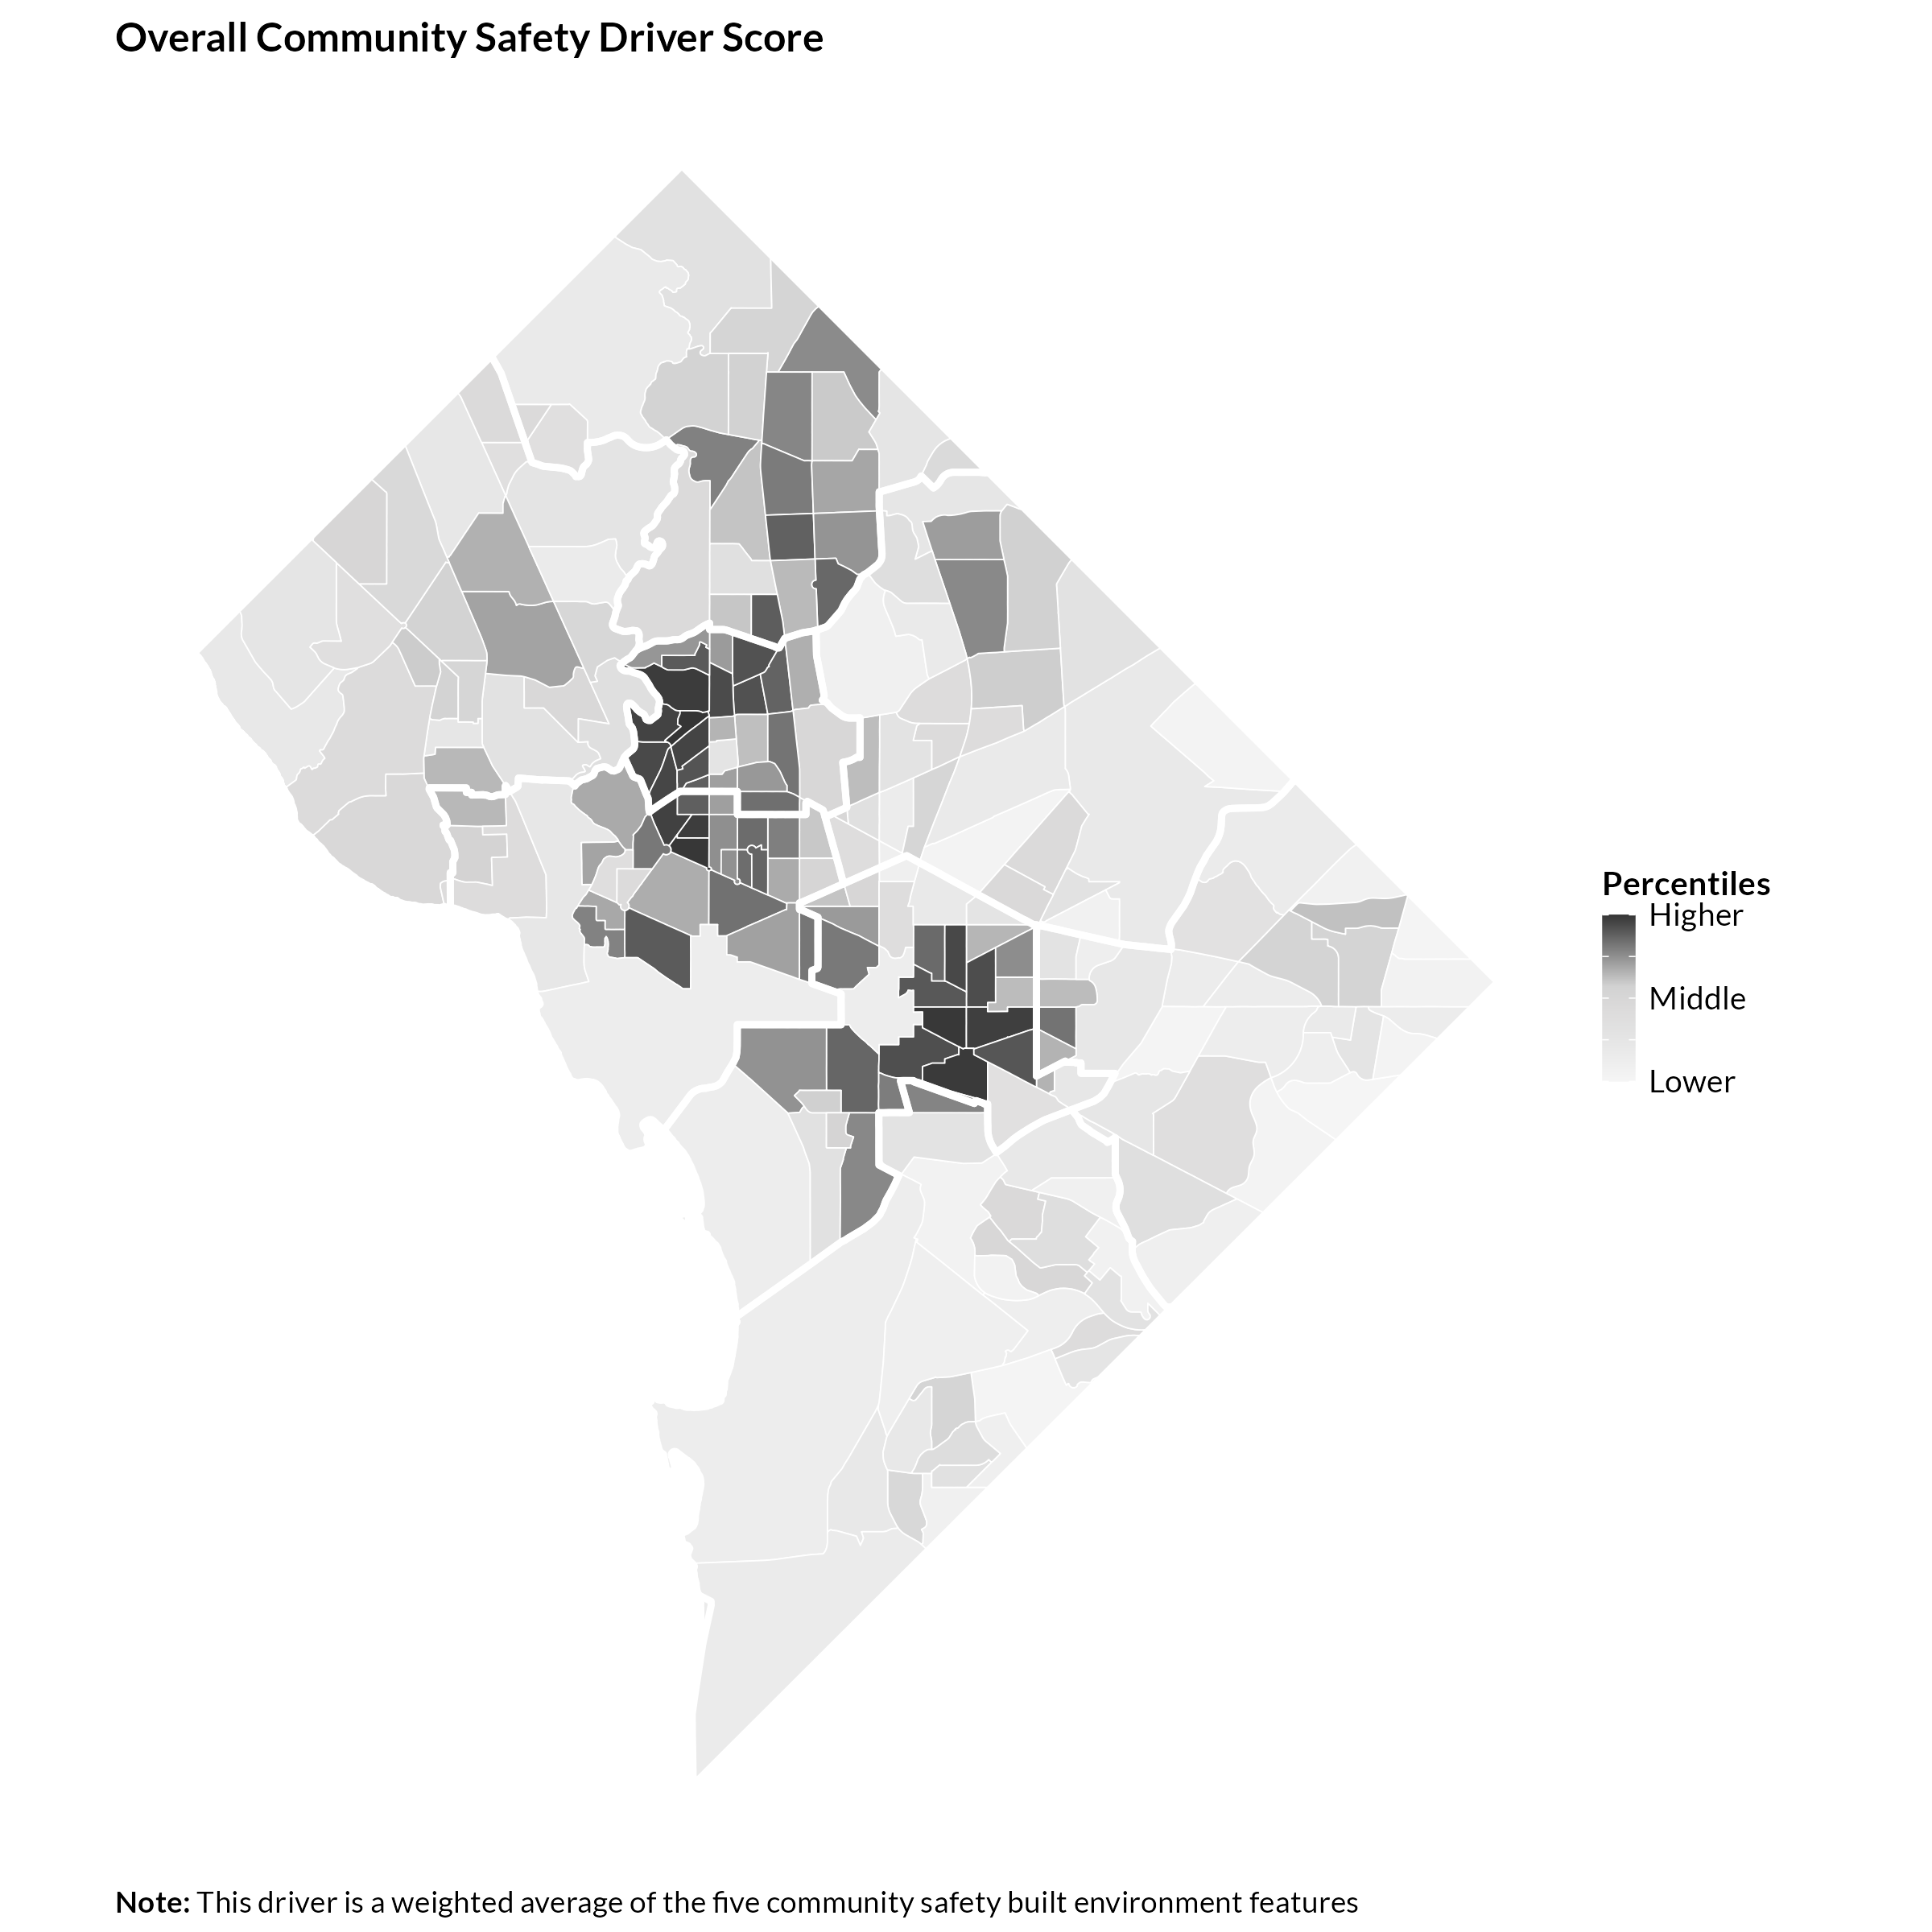 Overall Community Safety Driver Score
Percentiles
Higher
Middle
Lower
Note: This driver is a weighted average of the five community safety built environment features